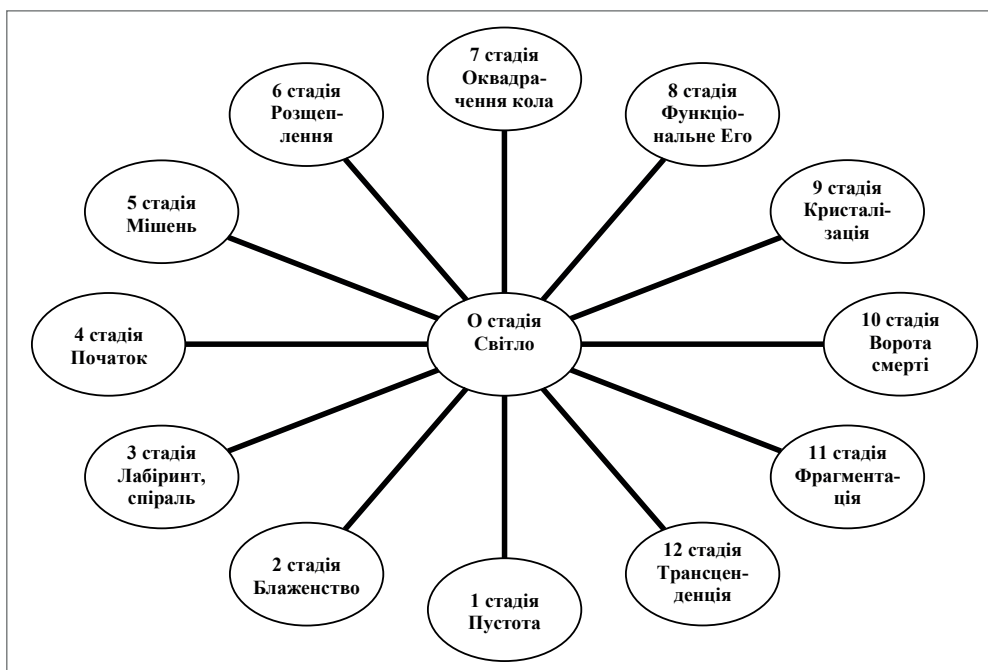 7 стадія
Оквадра-
чення кола
6 стадія
Розщеп-
лення
8 стадія
Функціо-
нальне Его
5 стадія
Мішень
9 стадія
Кристалі-
зація
О стадія
Світло
4 стадія
Початок
10 стадія
Ворота
смерті
3 стадія
Лабіринт,
спіраль
11 стадія
Фрагмента-
ція
2 стадія
Блаженство
12 стадія
Трансцен-
денція
1 стадія
Пустота